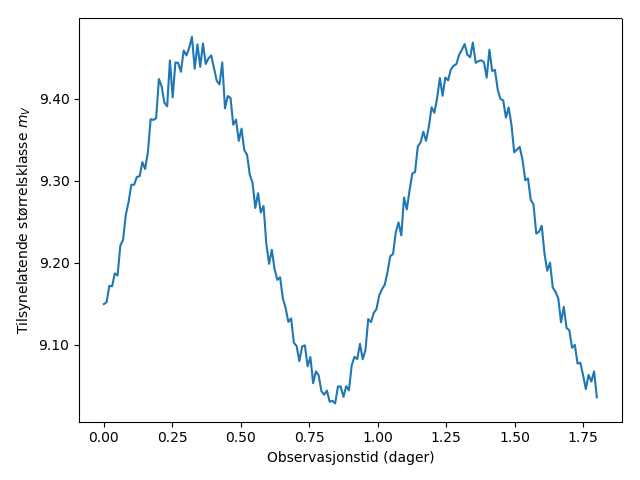 Tilsynelatende størrelsklasse $m_V$
9.40
9.30
9.20
9.10
0.00 0.25 0.50 0.75 1.00 1.25 1.50 1.75
Observasjonstid (dager)